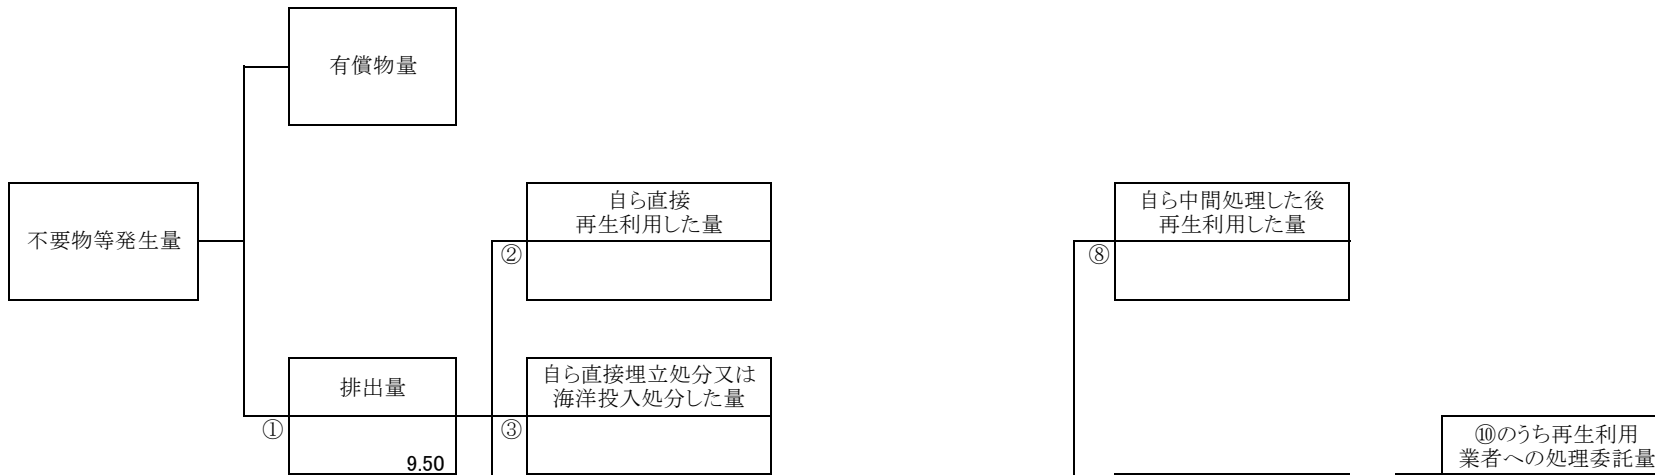 有償物量
不要物等発生量
自ら直接
再生利用した量
②
自ら中間処理した後
再生利用した量
⑧
排出量
①
9.50
自ら直接埋立処分又は
海洋投入処分した量
③
⑩のうち再生利用
業者への処理委託量